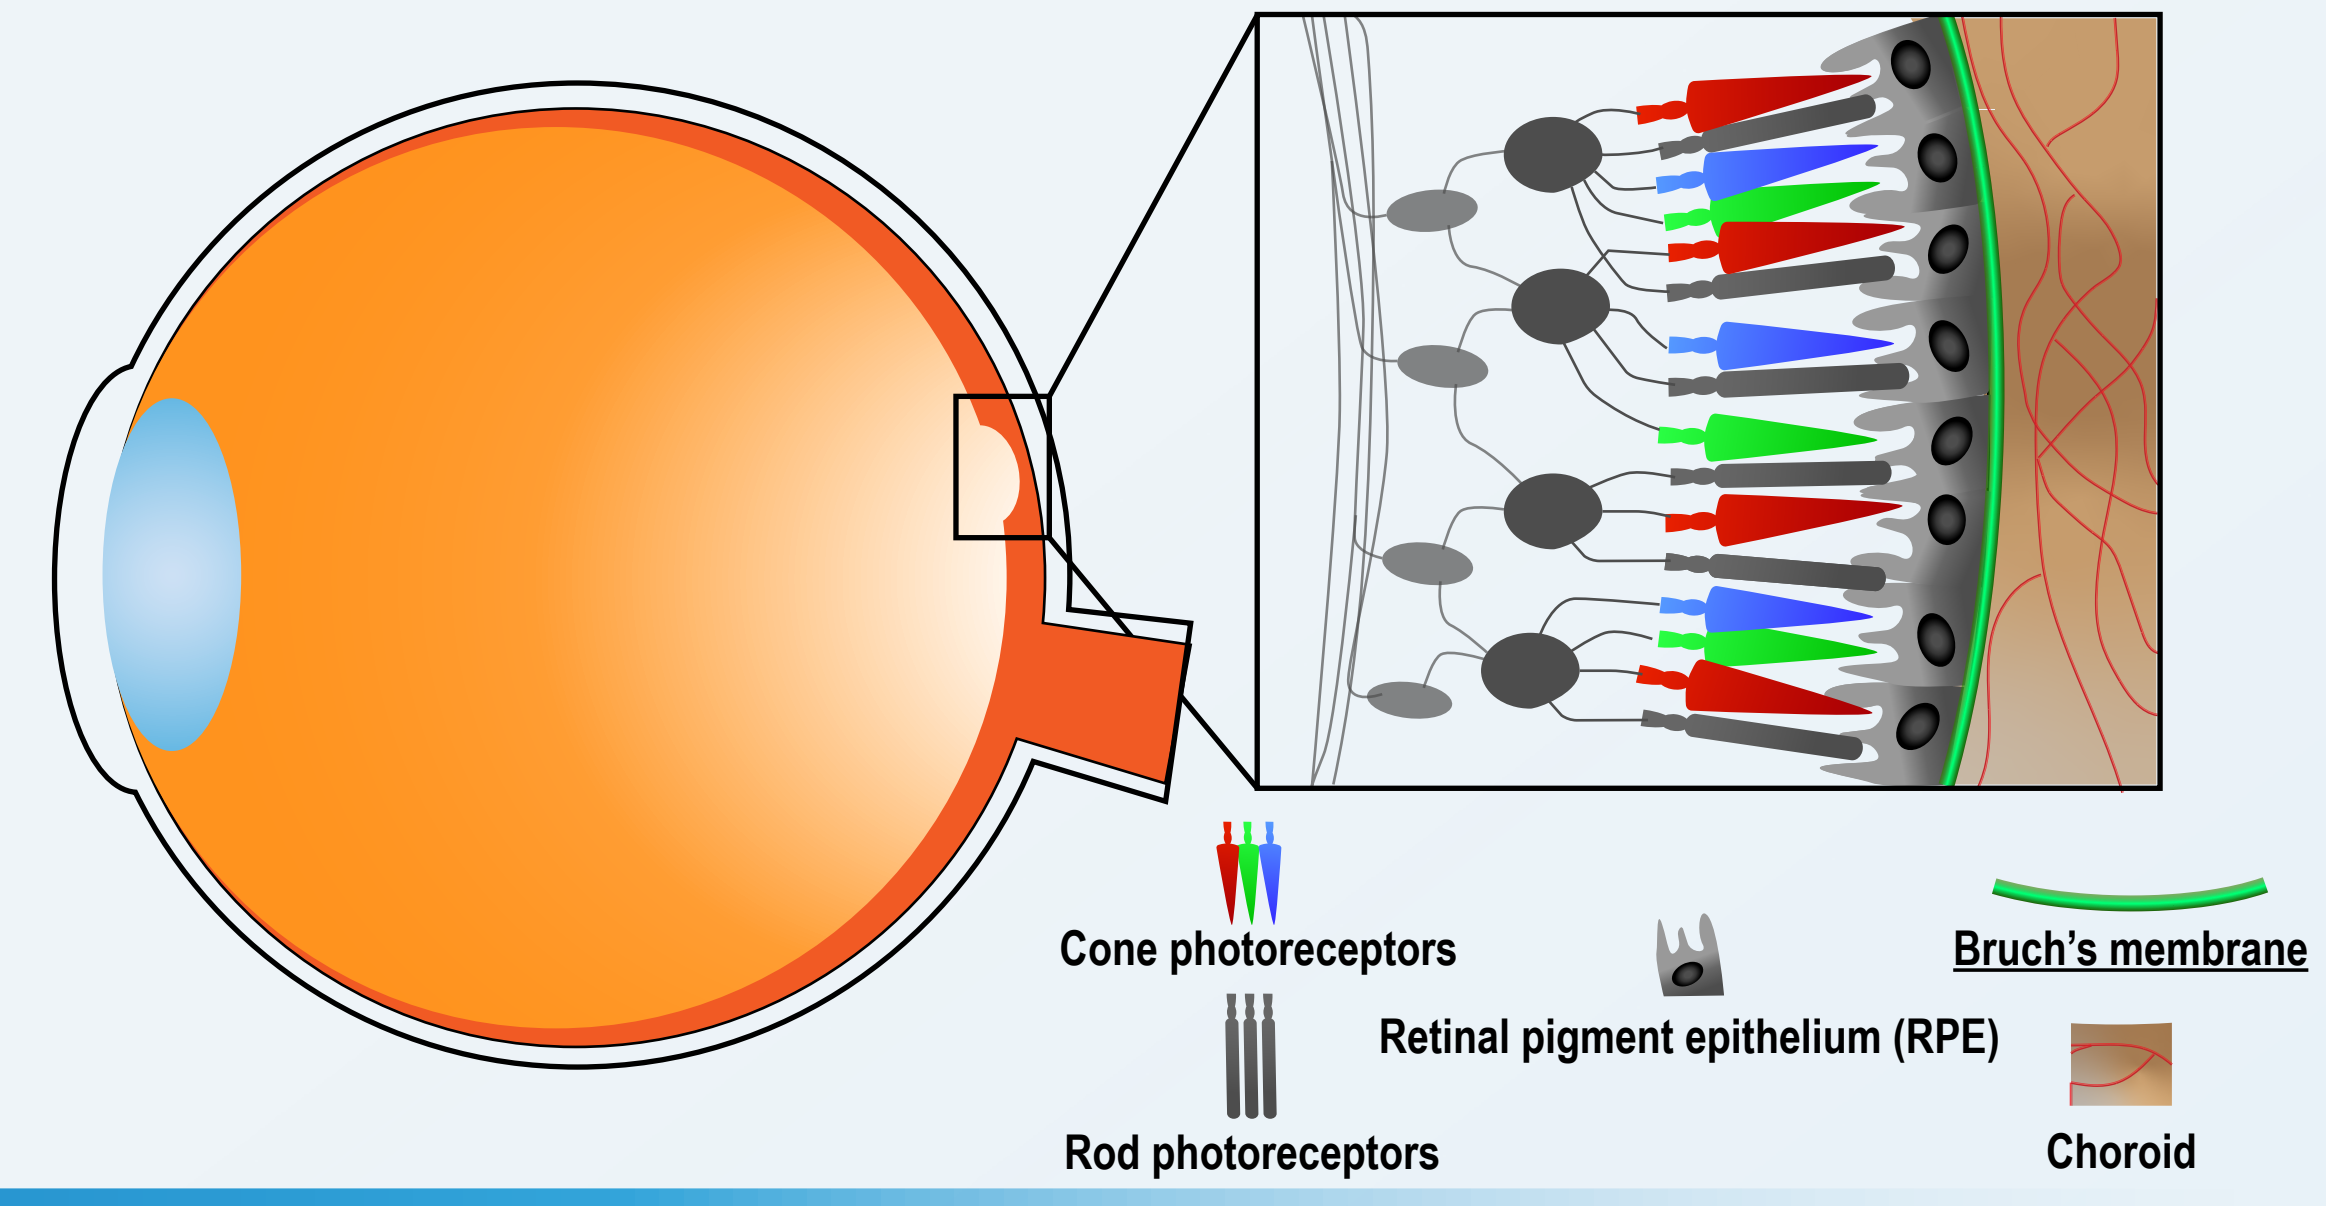 Cone photoreceptors
Rod photoreceptors
Retinal pigment epithelium (RPE)
Bruch’s membrane
Choroid